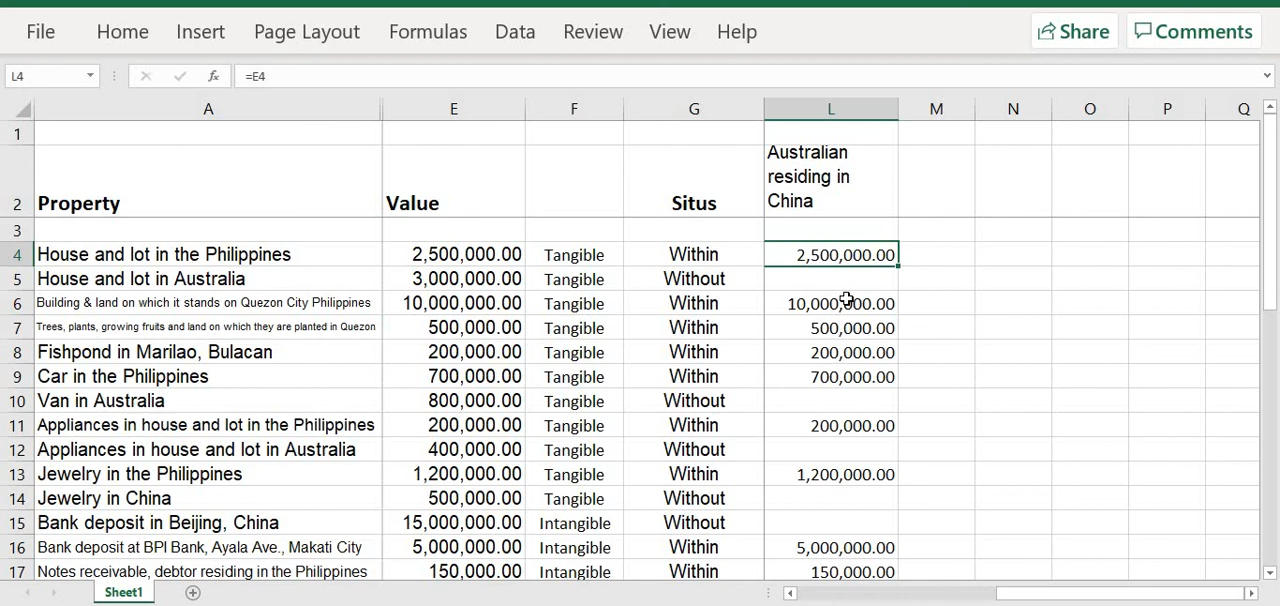 File Home Insert Page Layout Formulas Data Review View Help Share Comments
L4 fx =E4
A E F G L M N O P Q
1
Australian
residing in
2 Property Value Situs China
3
4 House and lot in the Philippines 2,500,000.00 Tangible Within 2,500,000.00
5 House and lot in Australia 3,000,000.00 Tangible Without
6 Building & land on which it stands on Quezon City Philippines 10,000,000.00 Tangible Within 10,000,000.00
7 Trees, plants, growing fruits and land on which they are planted in Quezon 500,000.00 Tangible Within 500,000.00
8 Fishpond in Marilao, Bulacan 200,000.00 Tangible Within 200,000.00
9 Car in the Philippines 700,000.00 Tangible Within 700,000.00
10 Van in Australia 800,000.00 Tangible Without
11 Appliances in house and lot in the Philippines 200,000.00 Tangible Within 200,000.00
12 Appliances in house and lot in Australia 400,000.00 Tangible Without
13 Jewelry in the Philippines 1,200,000.00 Tangible Within 1,200,000.00
14 Jewelry in China 500,000.00 Tangible Without
15 Bank deposit in Beijing, China 15,000,000.00 Intangible Without
16 Bank deposit at BPI Bank, Ayala Ave., Makati City 5,000,000.00 Intangible Within 5,000,000.00
17 Notes receivable, debtor residing in the Philippines 150,000.00 Intangible Within 150,000.00
Sheet1